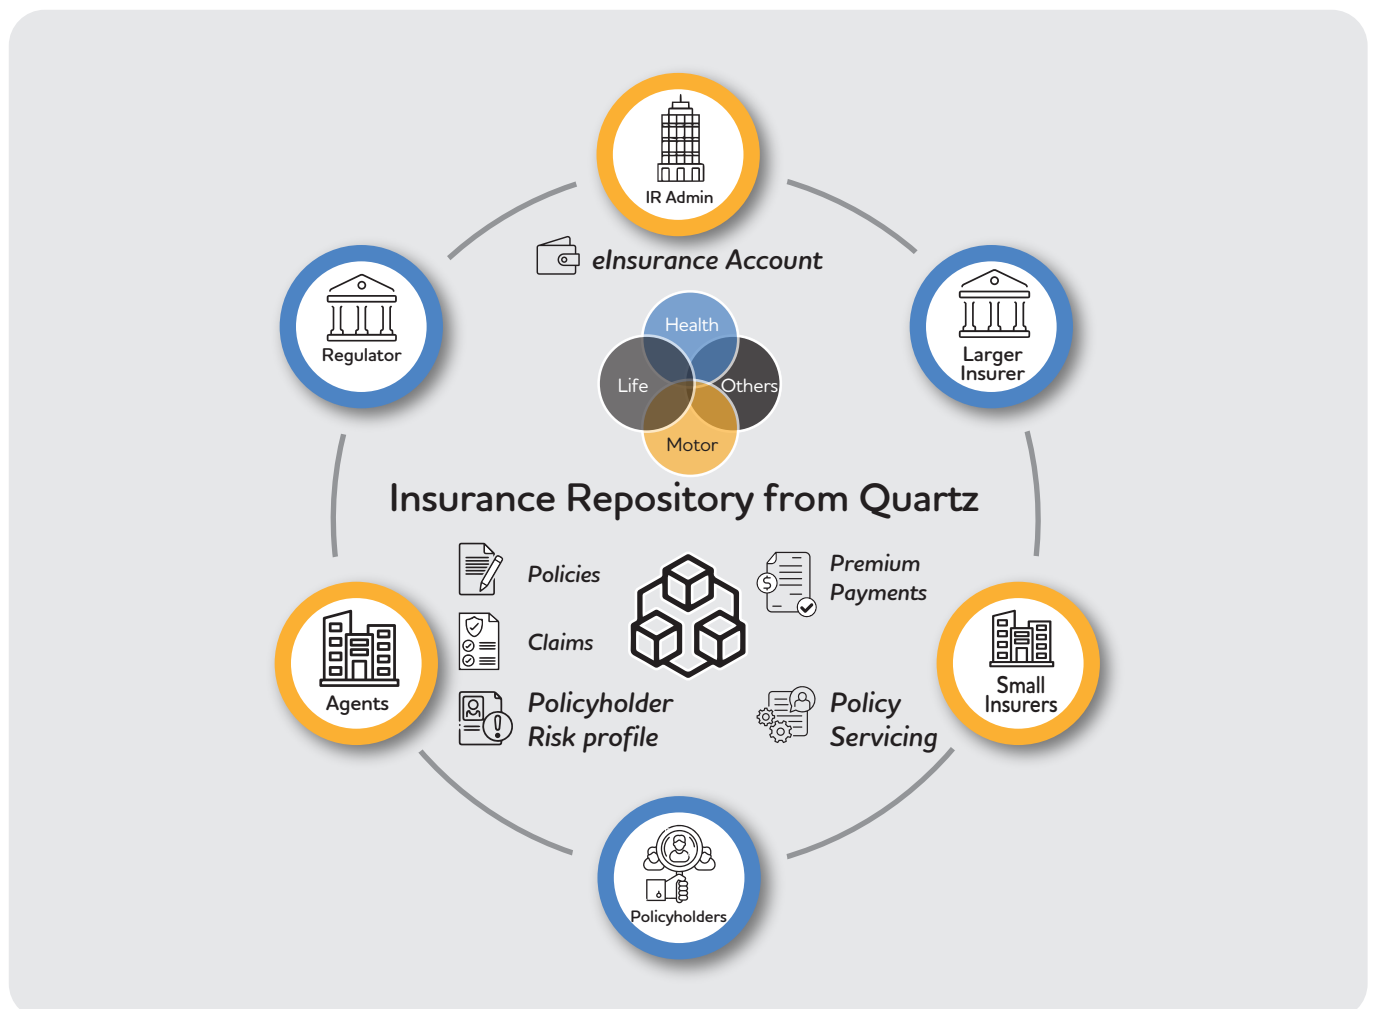 IR Admin
eInsurance Account
Regulator
Larger
Insurer
Health
Life
Others
Motor
Insurance Repository from Quartz
Policies
Premium
Payments
Claims
Agents
Policyholder
Risk profile
Policy
Servicing
Small
Insurers
$
Policyholders